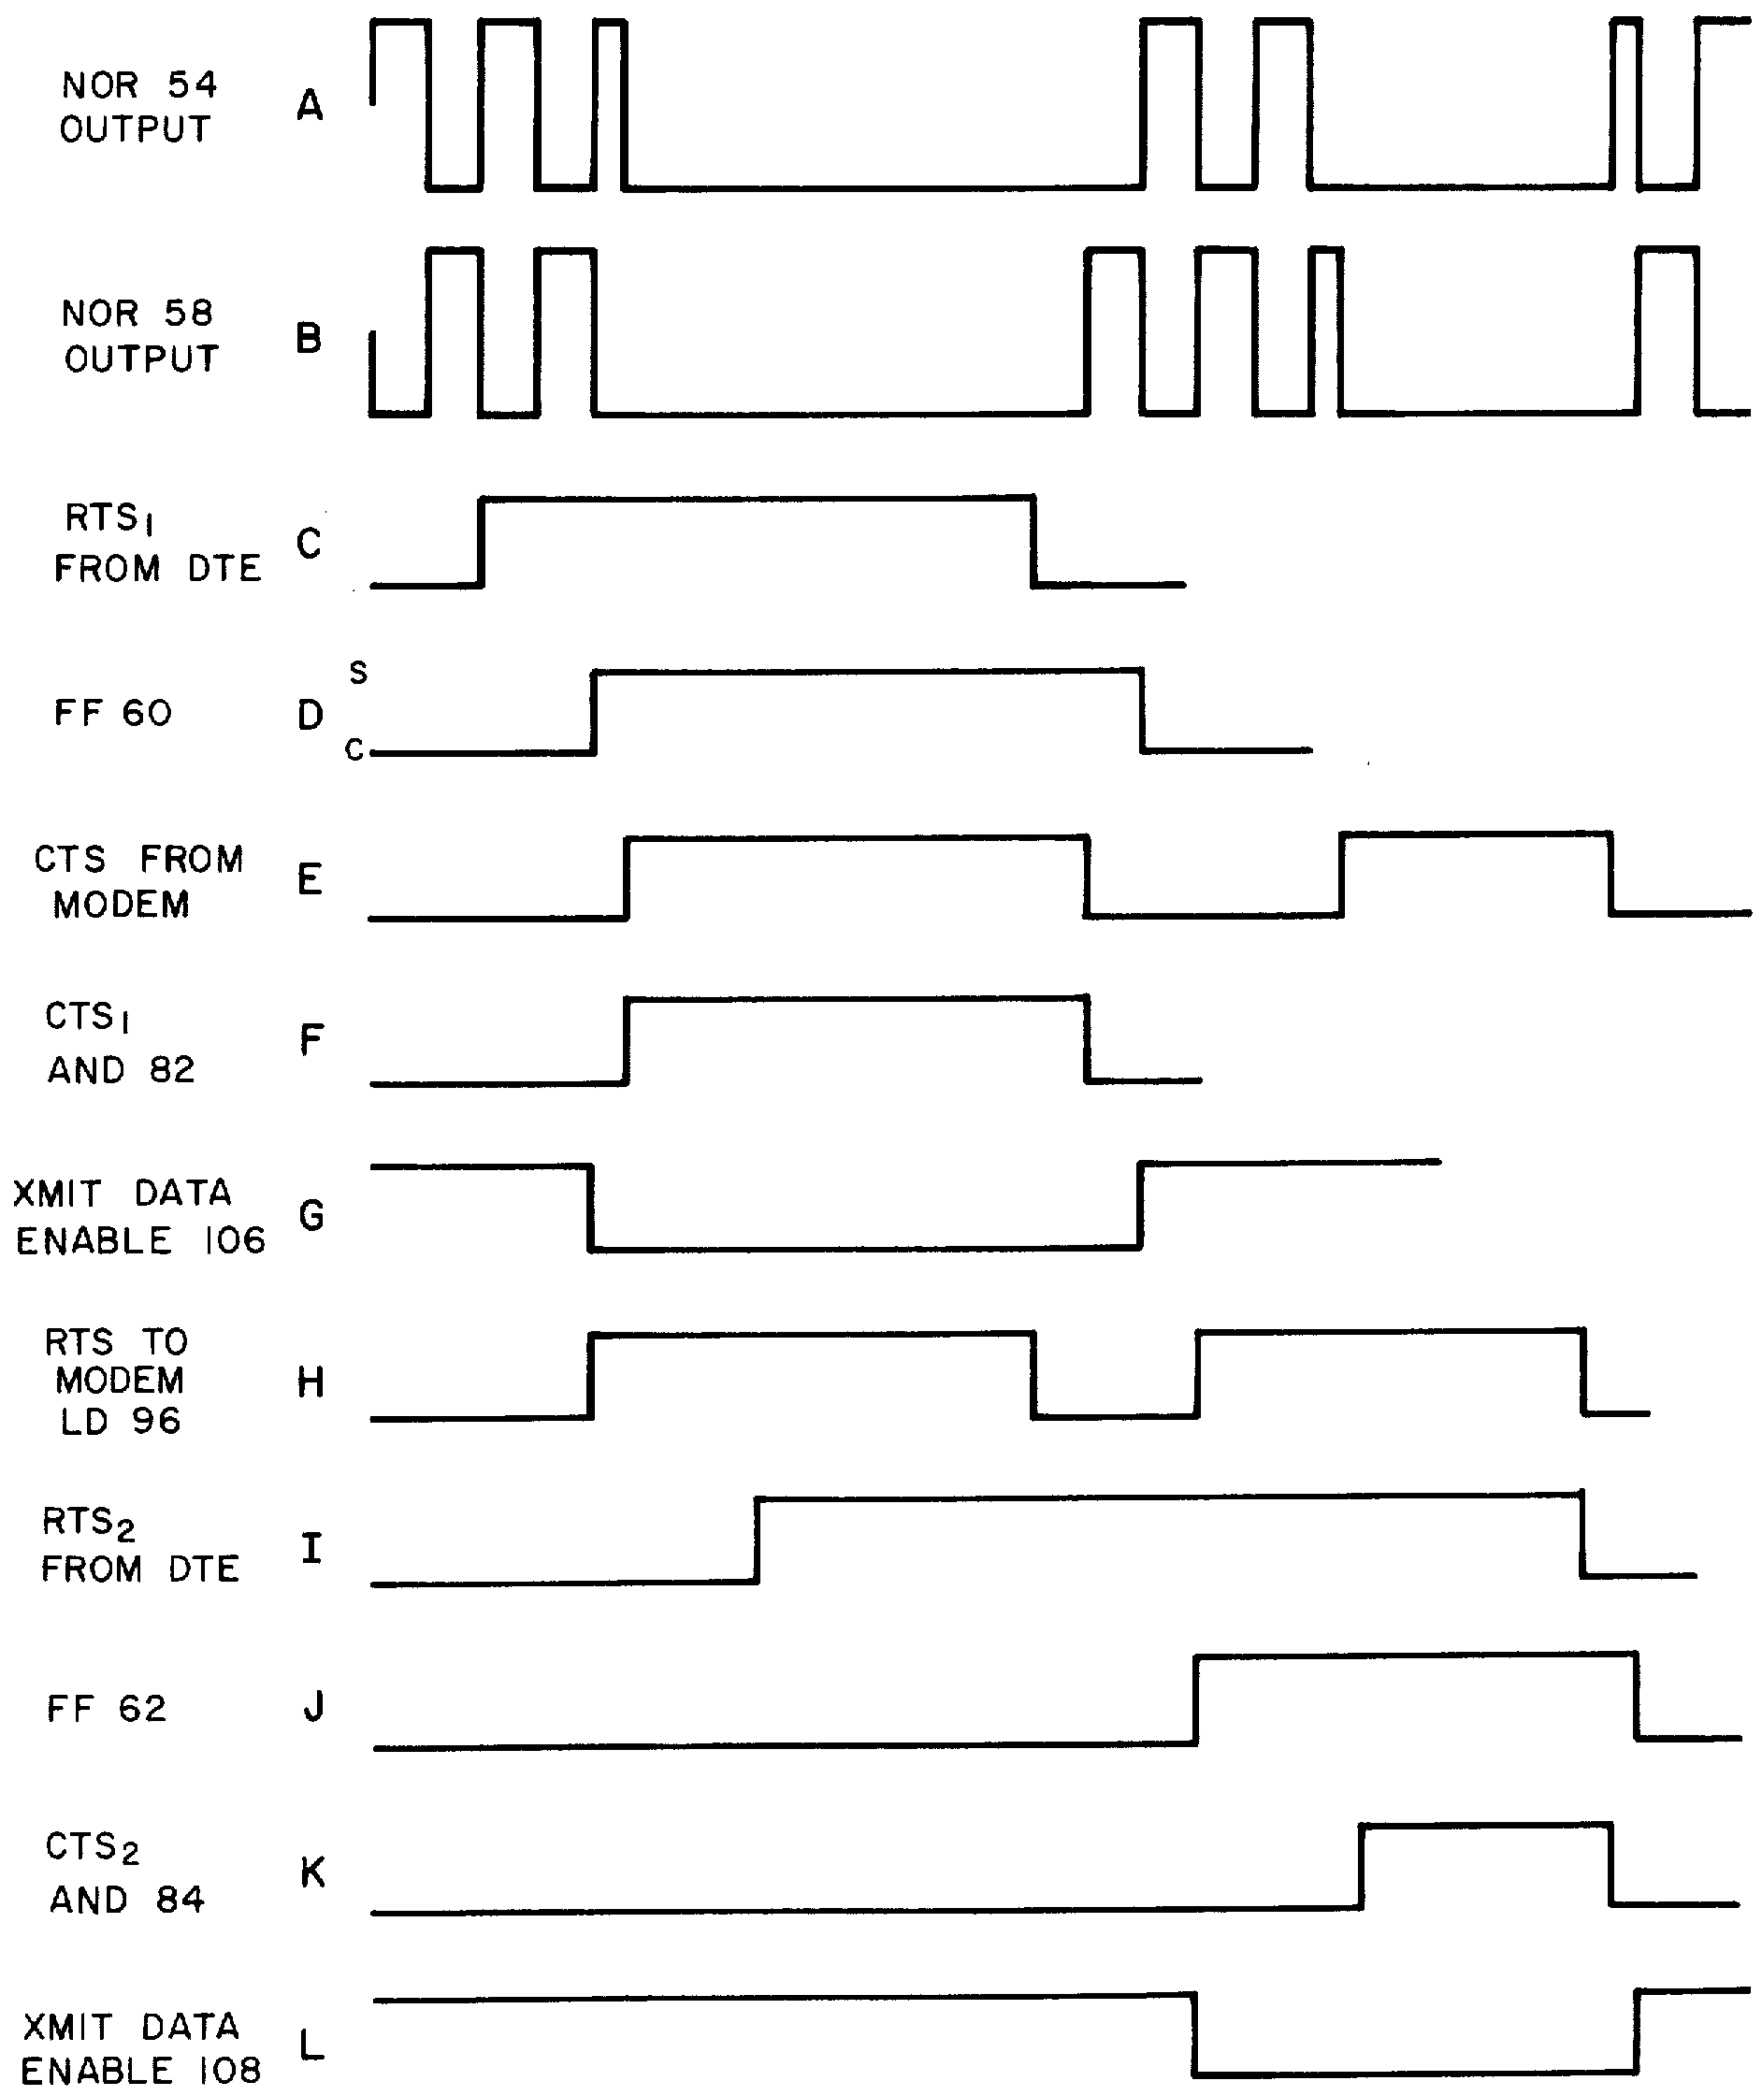 NOR 54
OUTPUT
A
NOR 58
OUTPUT
B
RTS1
FROM DTE
C
S
FF 60
D
C
CTS FROM
MODEM
E
CTS1
AND 82
F
XMIT DATA
ENABLE 106
G
RTS TO
MODEM
LD 96
H
RTS2
FROM DTE
I
FF 62
J
CTS2
AND 84
K
XMIT DATA
ENABLE 108
L